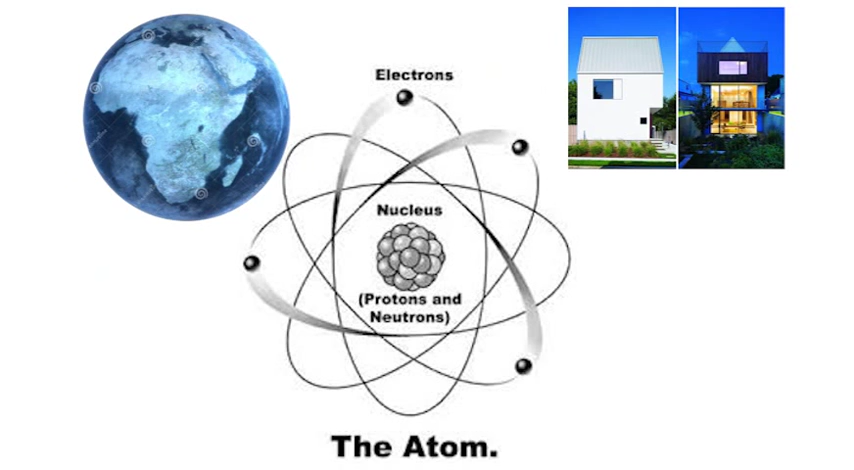 Electrons
Nucleus
(Protons and
Neutrons)
The Atom.